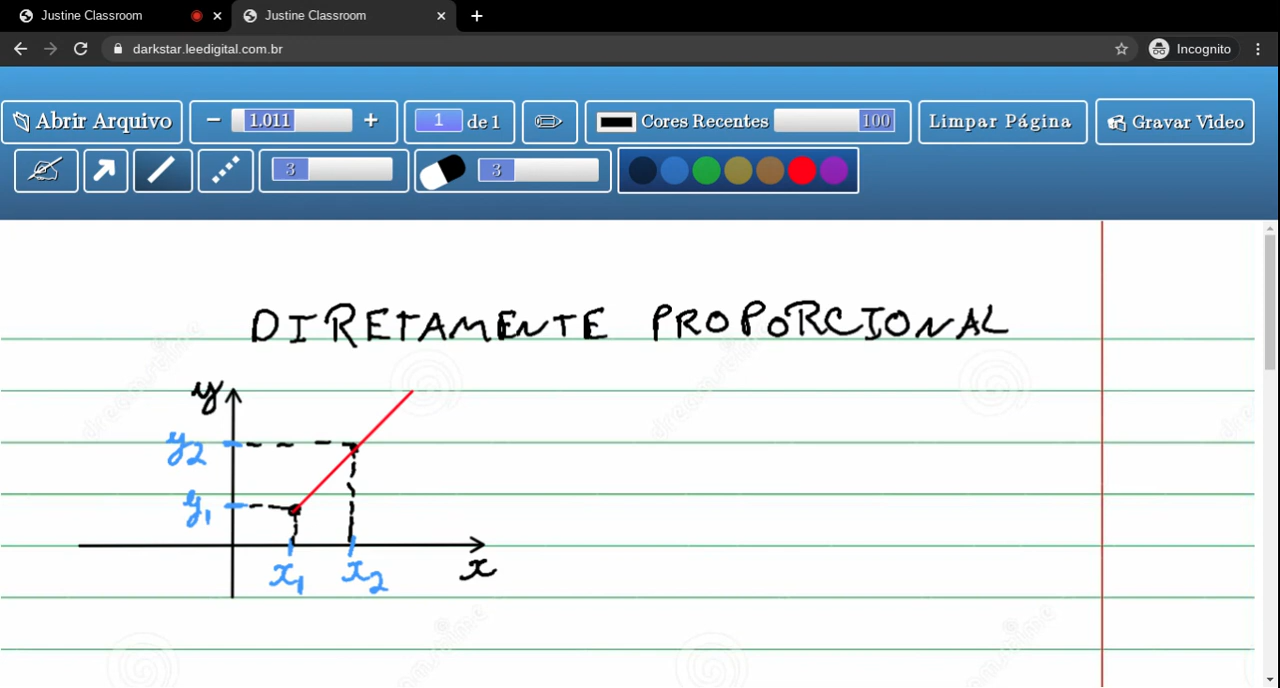 Justine Classroom
Justine Classroom
darkstar.leedigital.com.br
Incognito
Abrir Arquivo
− 1.011 +
1 de 1
Cores Recentes 100
Limpar Página
Gravar Video
3
3
DIRETAMENTE PROPORCIONAL
y
y2
y1
x1 x2 x